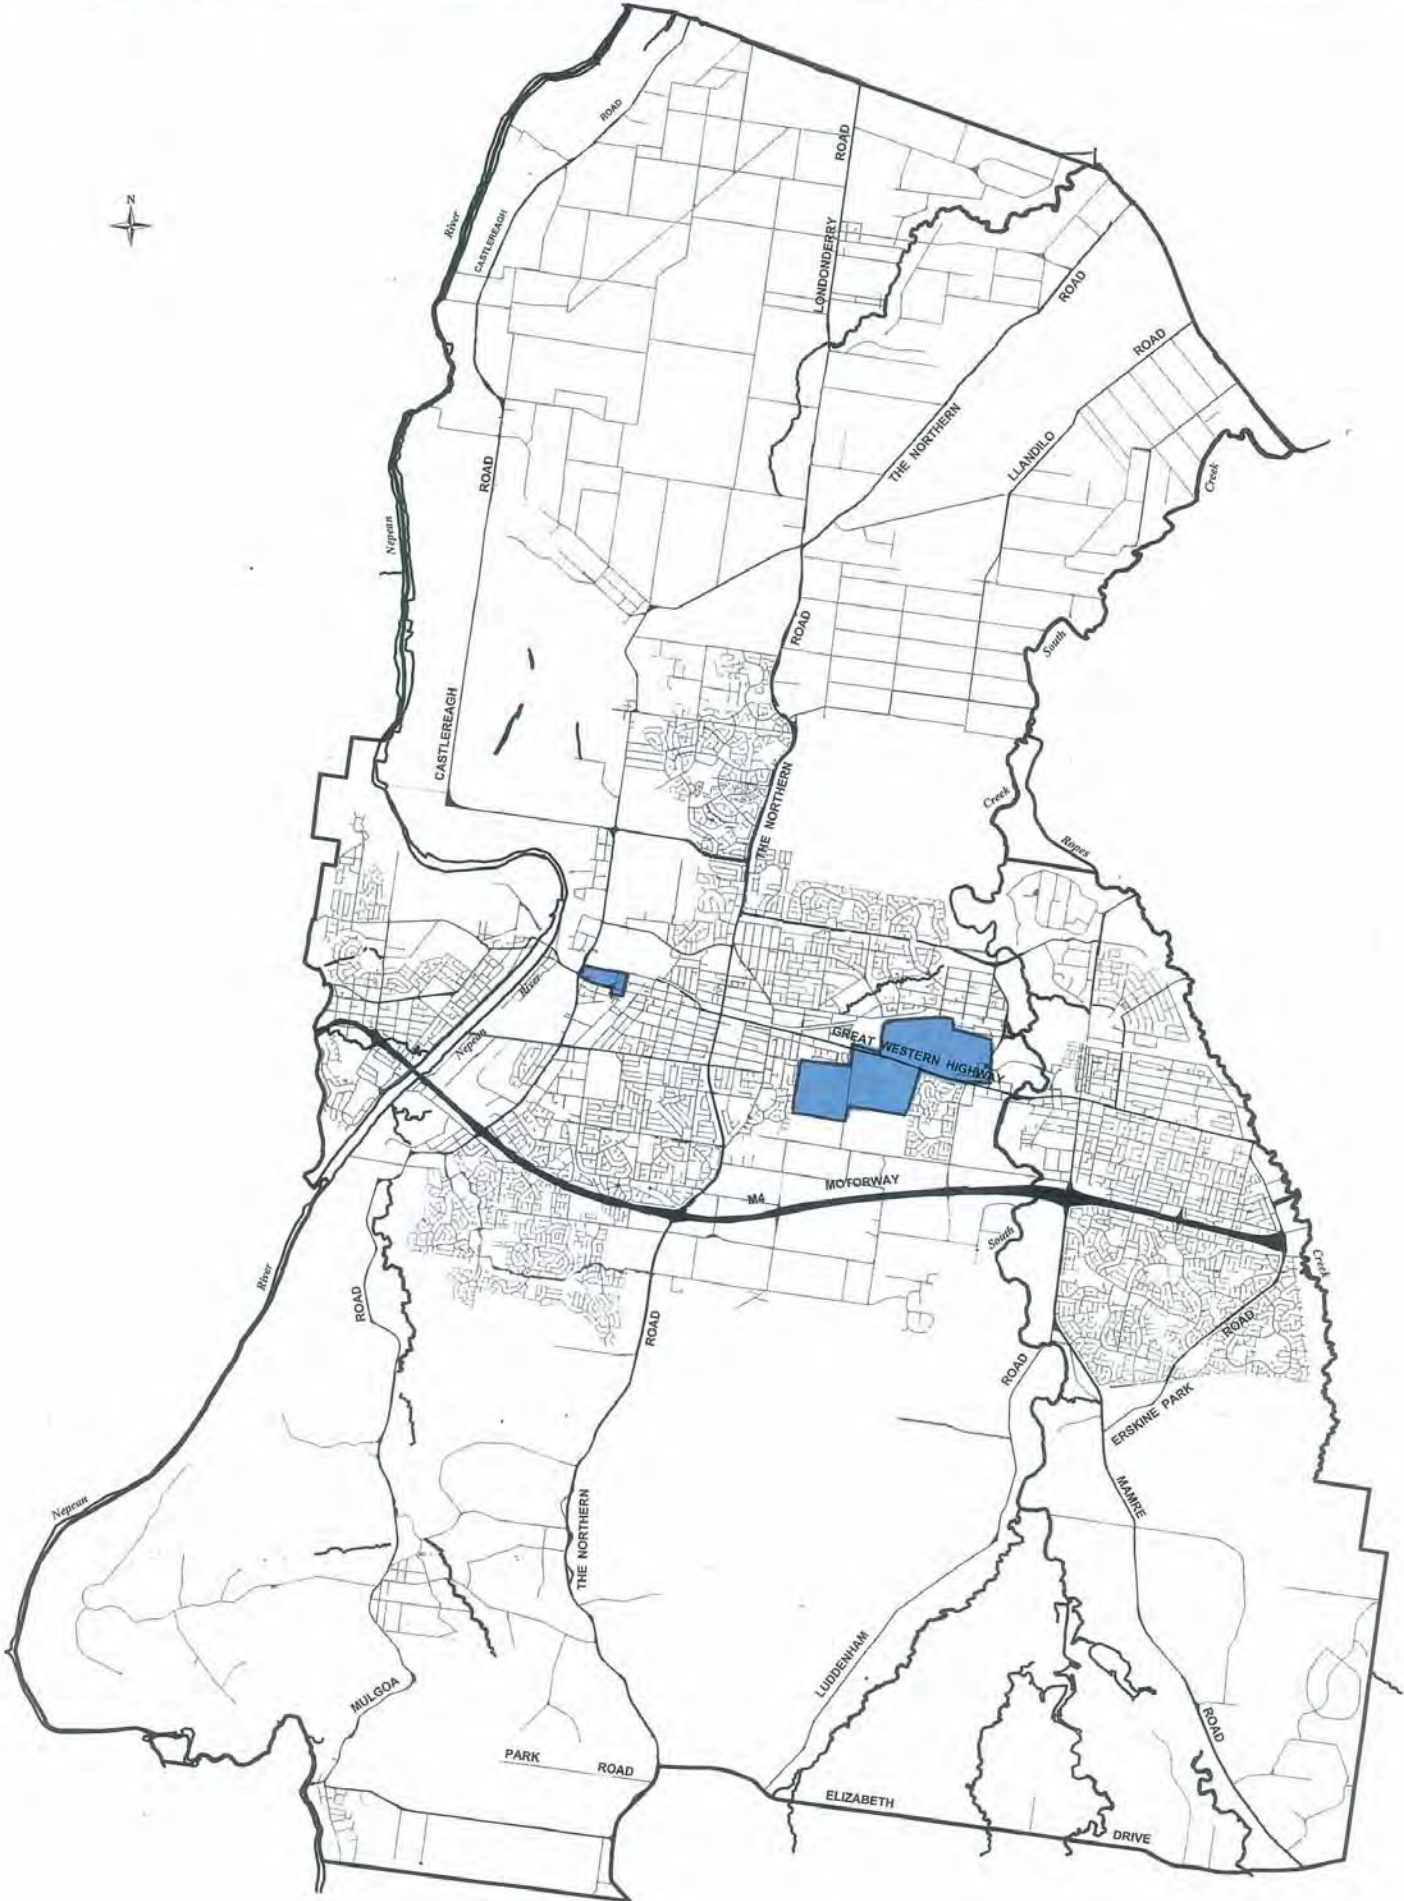 N
ROAD
ROAD
River
CASTLEREAGH
LONDONDERRY
ROAD
ROAD
THE NORTHERN
LLANDILO
Creek
ROAD
Nepean
ROAD
South
CASTLEREAGH
THE NORTHERN
Creek
Ropes
River
Nepean
GREAT WESTERN HIGHWAY
MOTORWAY
M4
South
Creek
River
ROAD
ROAD
ROAD
ROAD
ERSKINE PARK
MAMRE
Nepean
THE NORTHERN
LUDDENHAM
MULGOA
ROAD
PARK ROAD
ELIZABETH
DRIVE